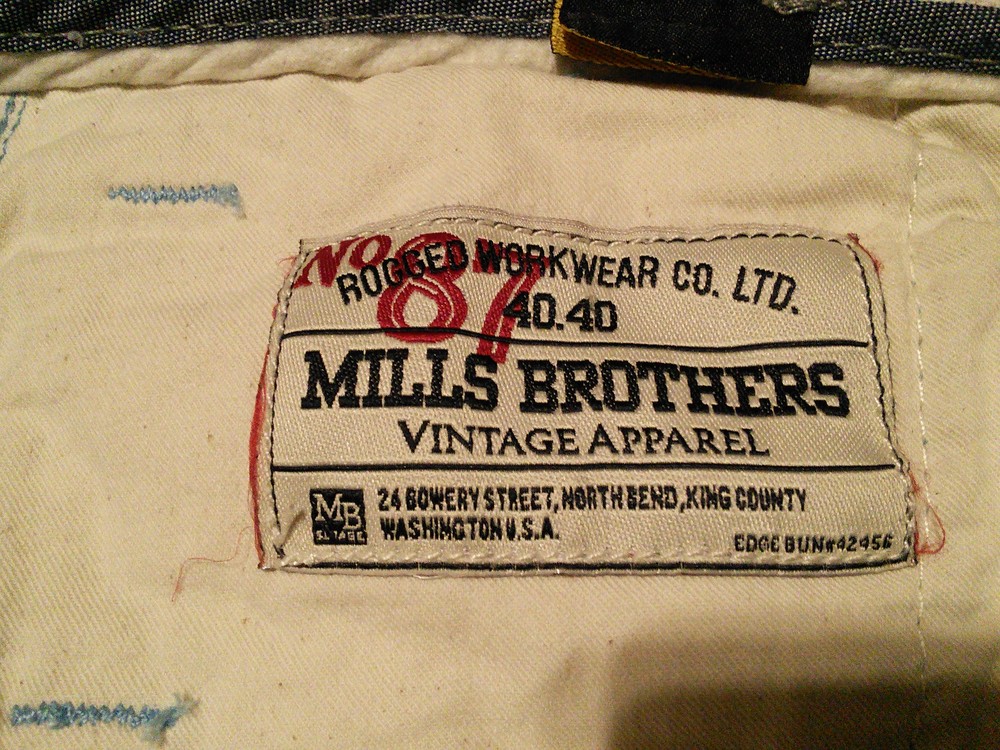 No
87
ROGGED WORKWEAR CO. LTD.
40.40
MILLS BROTHERS
VINTAGE APPAREL
MB
24 BOWERY STREET, NORTH BEND, KING COUNTY
WASHINGTON U.S.A.
EDGE BUN#42456